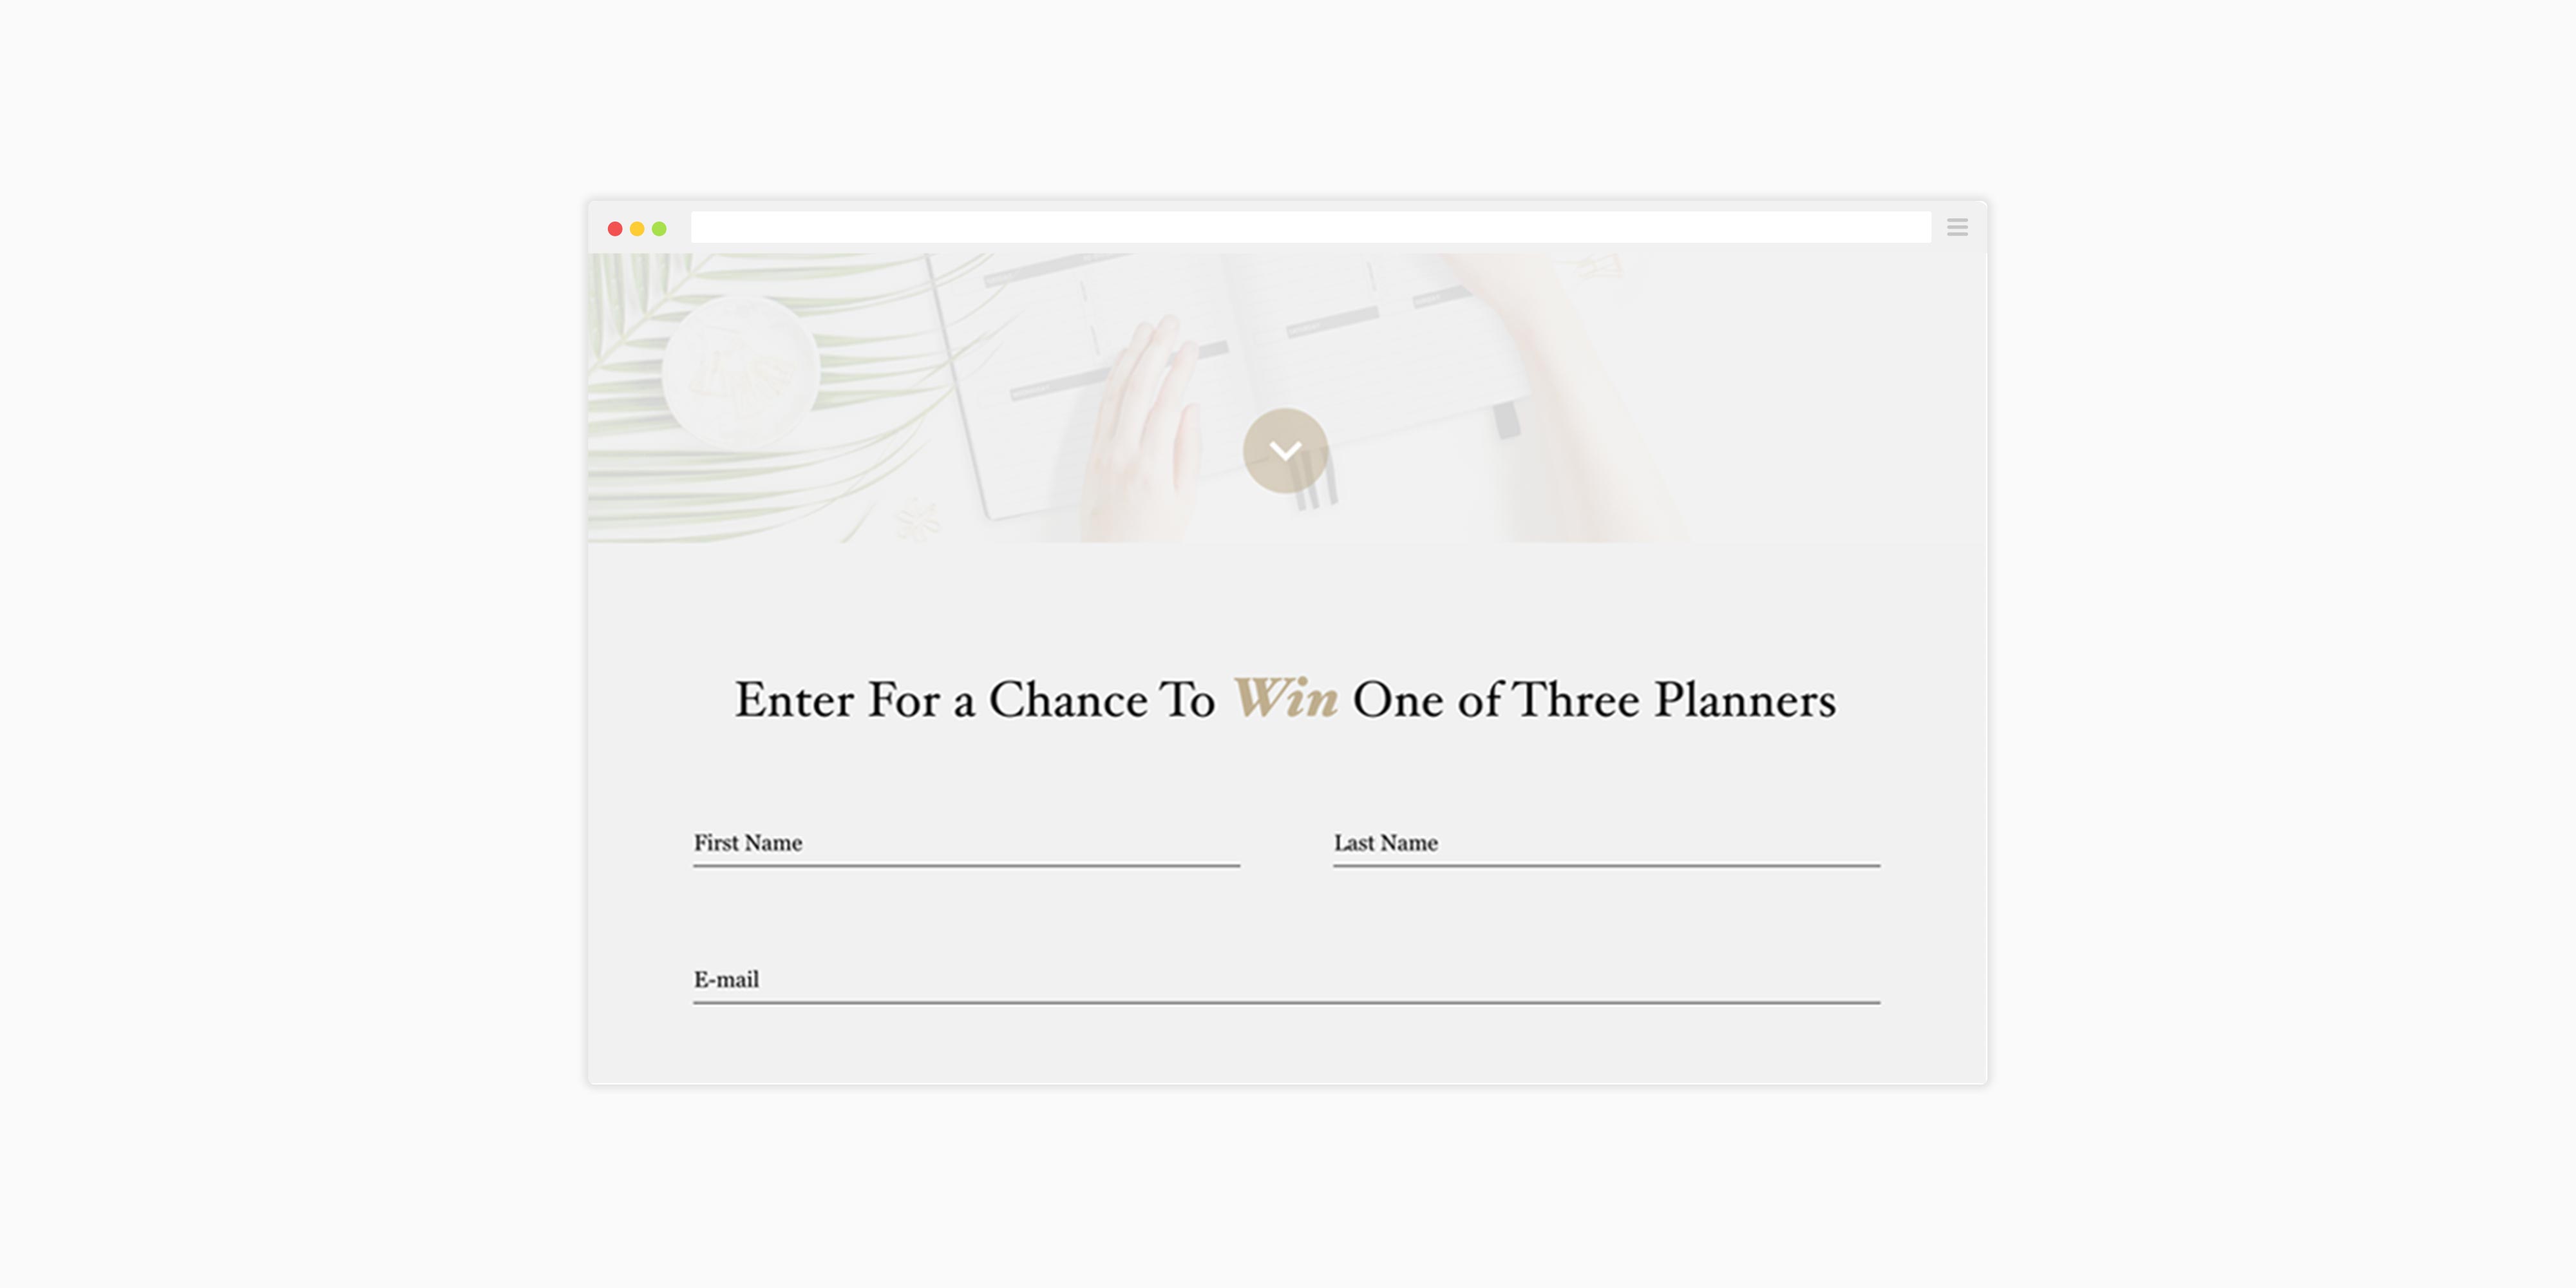 Enter For a Chance To Win One of Three Planners
First Name
Last Name
E-mail